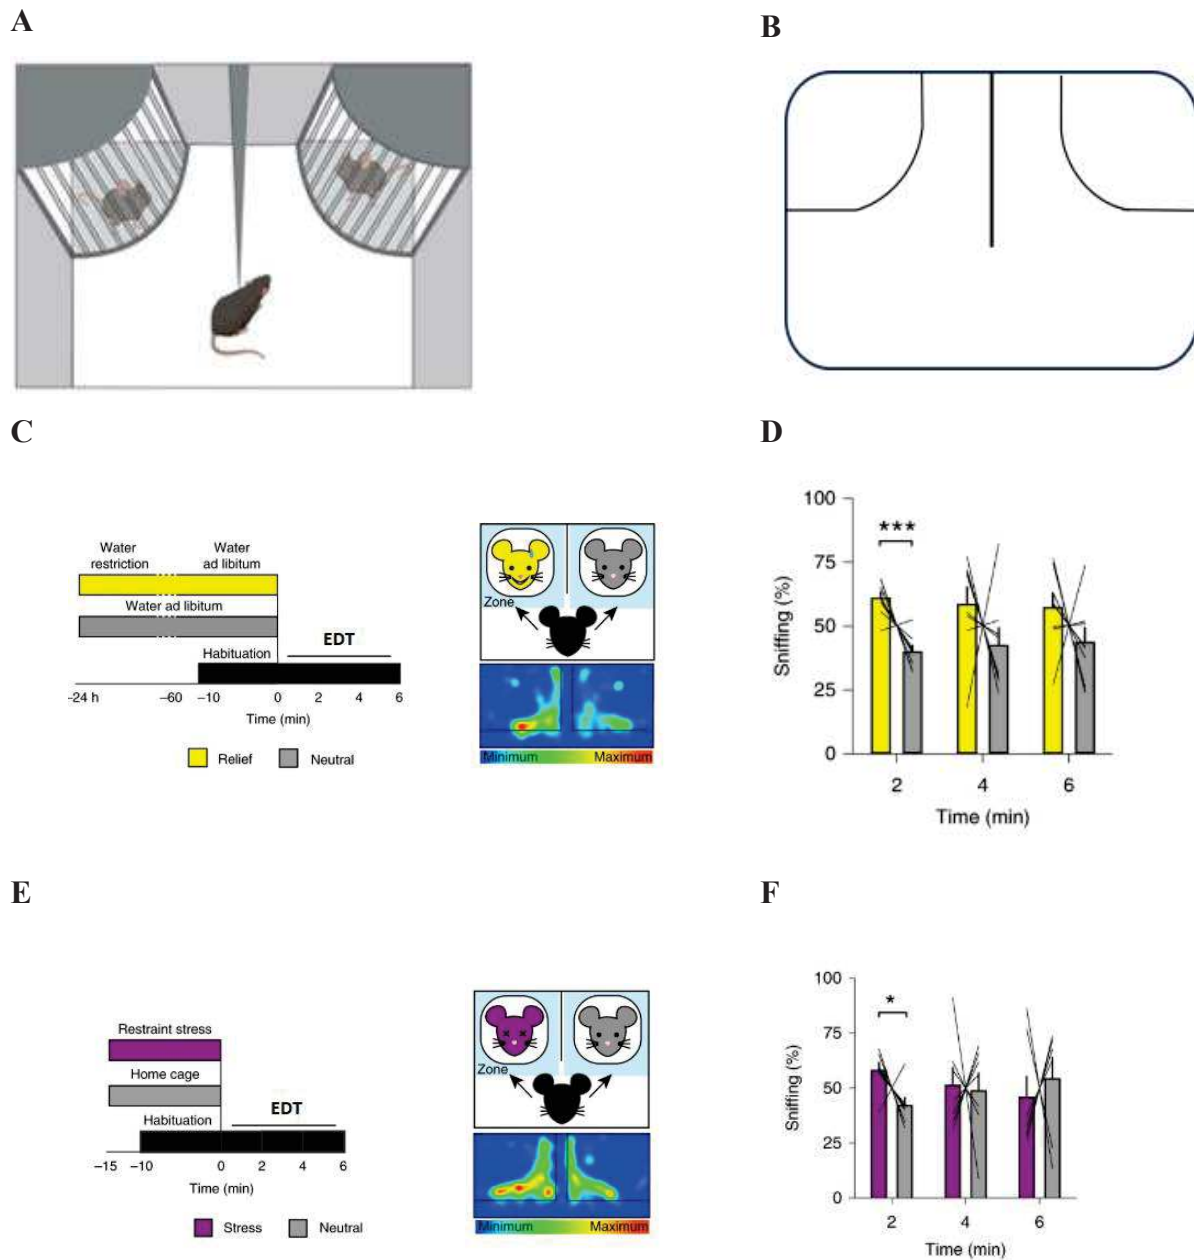 A
B
C
D
Water restriction
Water ad libitum
Water ad libitum
Habituation
EDT
−24 h
−60
−10
0
2
4
6
Time (min)
Relief
Neutral
Zone
Minimum
Maximum
100
75
50
25
0
Sniffing (%)
***
2
4
6
Time (min)
E
F
Restraint stress
Home cage
Habituation
EDT
−15
−10
0
2
4
6
Time (min)
Stress
Neutral
Zone
Minimum
Maximum
100
75
50
25
0
Sniffing (%)
*
2
4
6
Time (min)